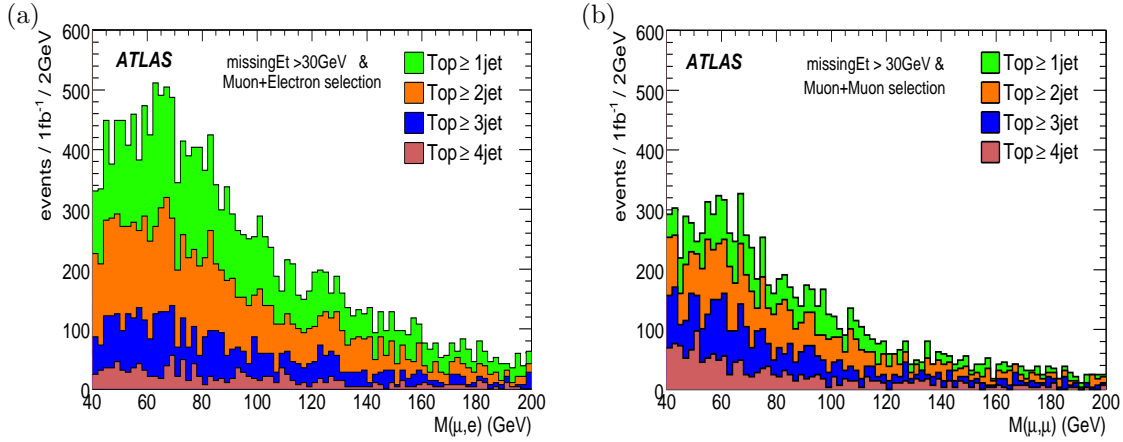 (a)
events / 1fb⁻¹ / 2GeV
600
500
400
300
200
100
0
ATLAS
missingEt >30GeV &
Muon+Electron selection
Top ≥ 1jet
Top ≥ 2jet
Top ≥ 3jet
Top ≥ 4jet
40 60 80 100 120 140 160 180 200
M(μ,e) (GeV)
(b)
events / 1fb⁻¹ / 2GeV
600
500
400
300
200
100
0
ATLAS
missingEt > 30GeV &
Muon+Muon selection
Top ≥ 1jet
Top ≥ 2jet
Top ≥ 3jet
Top ≥ 4jet
40 60 80 100 120 140 160 180 200
M(μ,μ) (GeV)